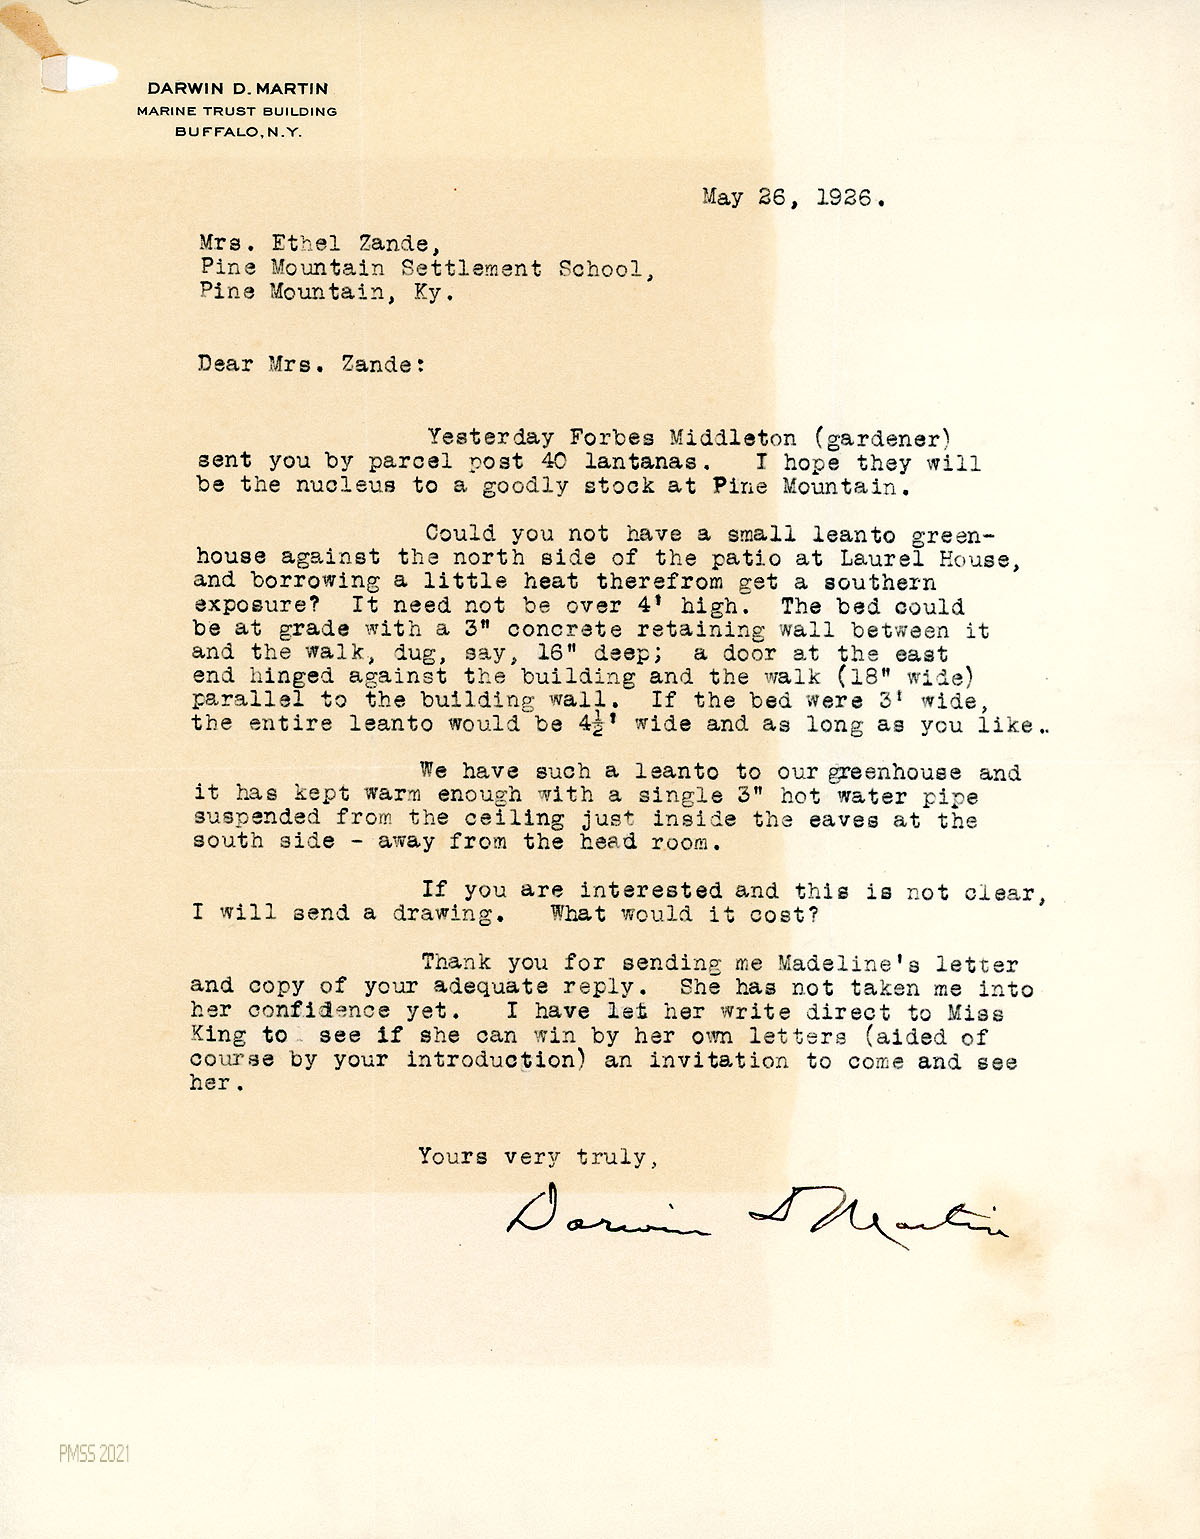 DARWIN D. MARTIN
MARINE TRUST BUILDING
BUFFALO, N.Y.
May 26, 1926.
Mrs. Ethel Zande,
Pine Mountain Settlement School,
Pine Mountain, Ky.
Dear Mrs. Zande:
Yesterday Forbes Middleton (gardener)
sent you by parcel post 40 lantanas. I hope they will
be the nucleus to a goodly stock at Pine Mountain.
Could you not have a small leanto green-
house against the north side of the patio at Laurel House,
and borrowing a little heat therefrom get a southern
exposure? It need not be over 4' high. The bed could
be at grade with a 3" concrete retaining wall between it
and the walk, dug, say, 16" deep; a door at the east
end hinged against the building and the walk (18" wide)
parallel to the building wall. If the bed were 3' wide,
the entire leanto would be 4½' wide and as long as you like..
We have such a leanto to our greenhouse and
it has kept warm enough with a single 3" hot water pipe
suspended from the ceiling just inside the eaves at the
south side - away from the head room.
If you are interested and this is not clear,
I will send a drawing. What would it cost?
Thank you for sending me Madeline's letter
and copy of your adequate reply. She has not taken me into
her confidence yet. I have let her write direct to Miss
King to see if she can win by her own letters (aided of
course by your introduction) an invitation to come and see
her.
Yours very truly,
Darwin D Martin
PMSS 2021